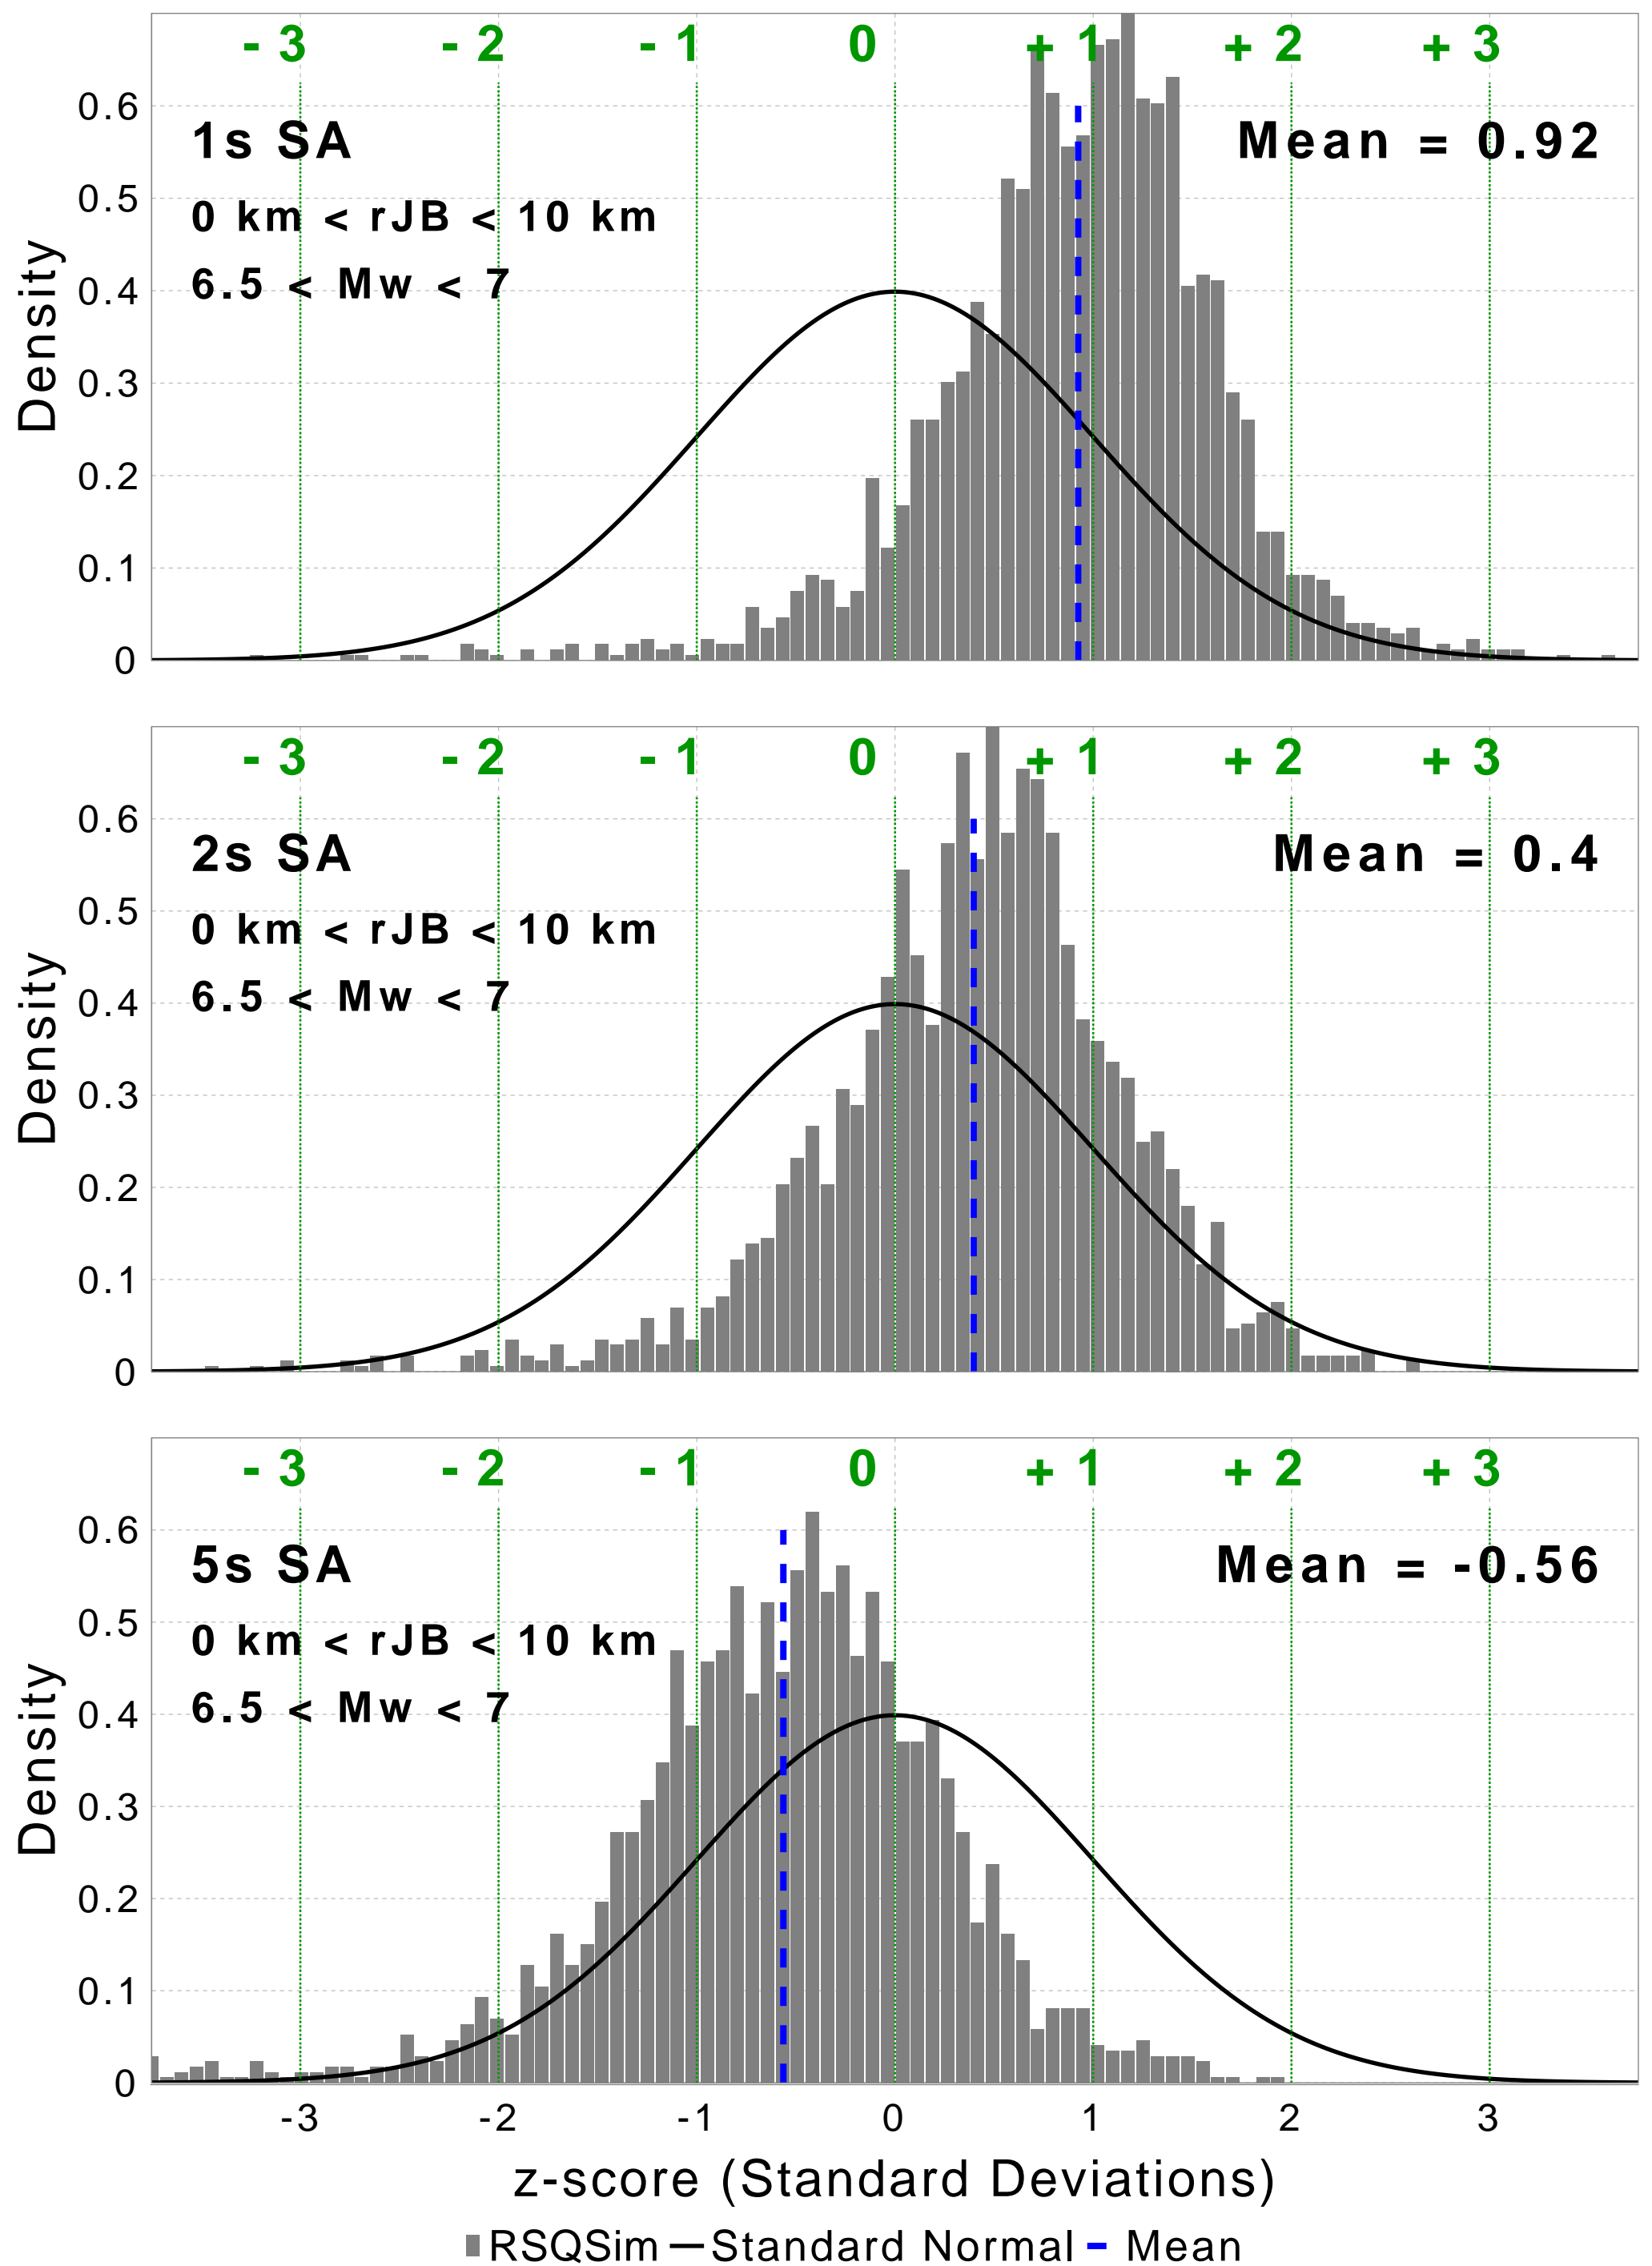 - 3 - 2 - 1 0 + 1 + 2 + 3
0.6
1s SA Mean = 0.92
0.5
0 km < rJB < 10 km
6.5 < Mw < 7
0.4
Density
0.3
0.2
0.1
0
- 3 - 2 - 1 0 + 1 + 2 + 3
0.6
2s SA Mean = 0.4
0.5
0 km < rJB < 10 km
6.5 < Mw < 7
0.4
Density
0.3
0.2
0.1
0
- 3 - 2 - 1 0 + 1 + 2 + 3
0.6
5s SA Mean = -0.56
0.5
0 km < rJB < 10 km
6.5 < Mw < 7
0.4
Density
0.3
0.2
0.1
0
-3 -2 -1 0 1 2 3
z-score (Standard Deviations)
RSQSim Standard Normal Mean